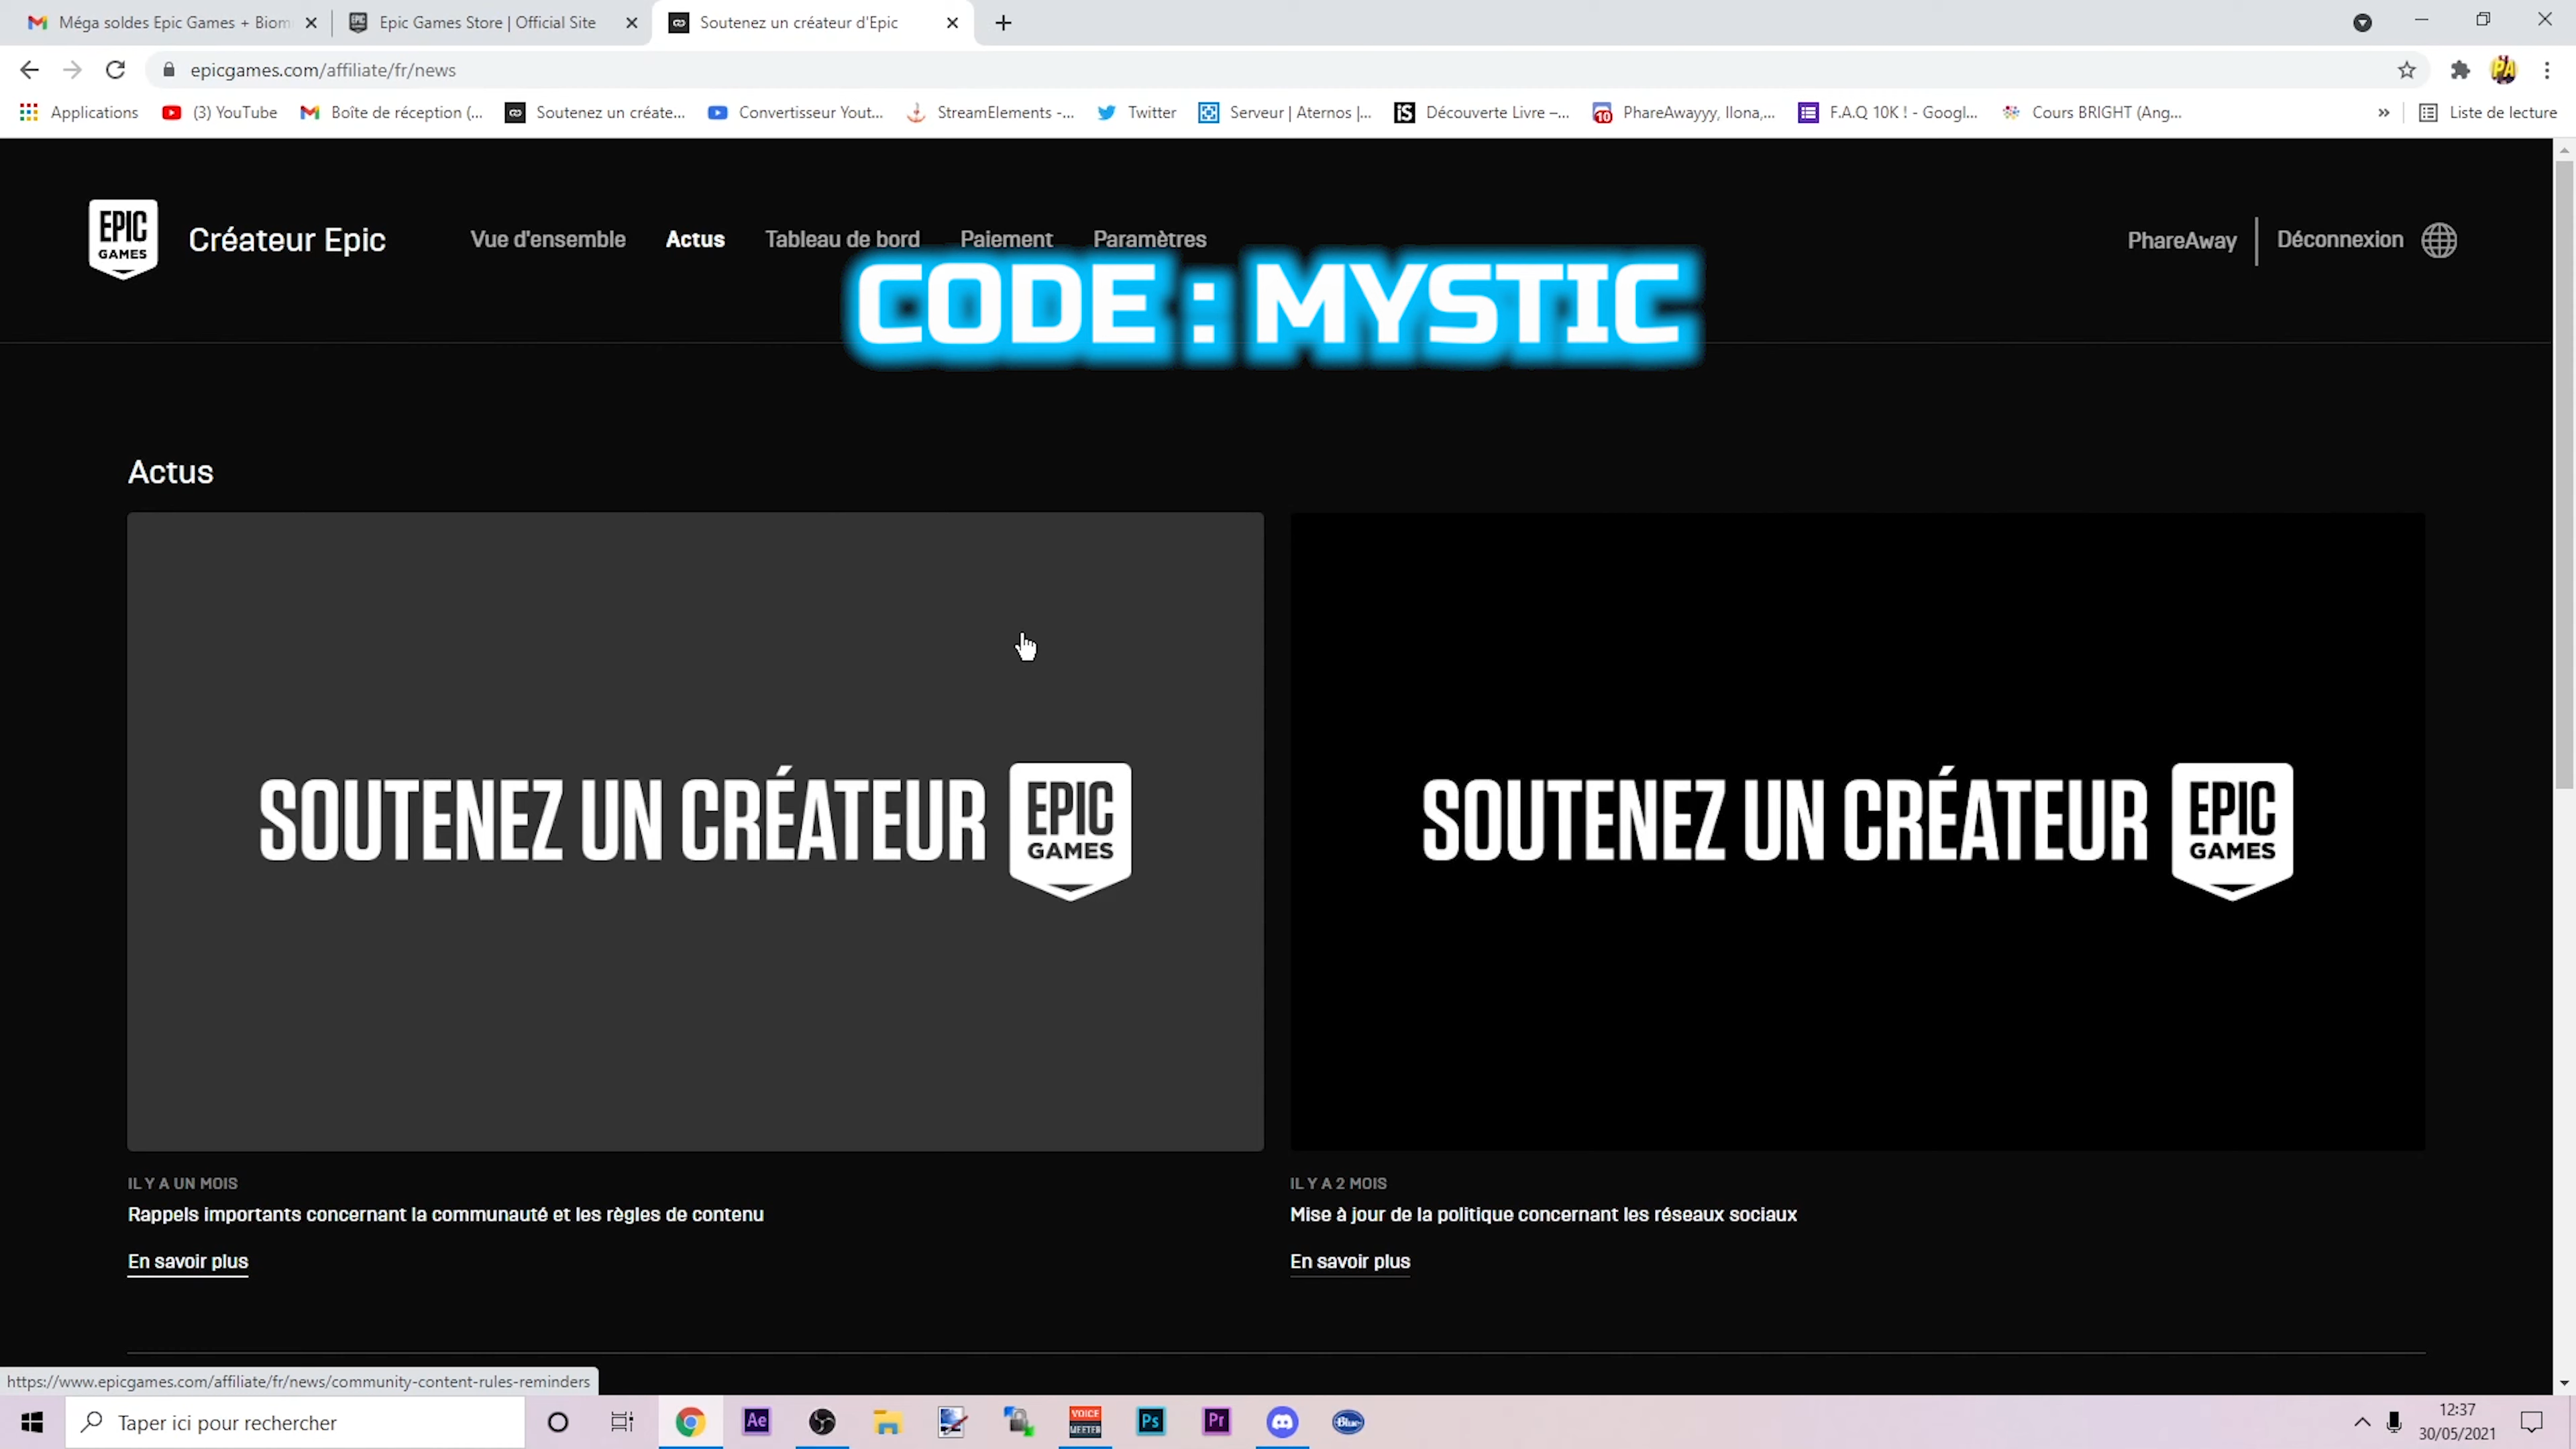 Méga soldes Epic Games + Biom
Epic Games Store | Official Site
Soutenez un créateur d'Epic
epicgames.com/affiliate/fr/news
Applications
(3) YouTube
Boîte de réception (...
Soutenez un créate...
Convertisseur Yout...
StreamElements -...
Twitter
Serveur | Aternos |...
Découverte Livre –...
PhareAwayyy, Ilona,...
F.A.Q 10K ! - Googl...
Cours BRIGHT (Ang...
»
Liste de lecture
EPIC
GAMES
Créateur Epic
Vue d'ensemble
Actus
Tableau de bord
Paiement
Paramètres
PhareAway
Déconnexion
CODE : MYSTIC
Actus
SOUTENEZ UN CRÉATEUR
EPIC
GAMES
SOUTENEZ UN CRÉATEUR
EPIC
GAMES
IL Y A UN MOIS
Rappels importants concernant la communauté et les règles de contenu
En savoir plus
IL Y A 2 MOIS
Mise à jour de la politique concernant les réseaux sociaux
En savoir plus
https://www.epicgames.com/affiliate/fr/news/community-content-rules-reminders
Taper ici pour rechercher
Ae
VOICE
MEETER
Ps
Pr
Blue
12:37
30/05/2021